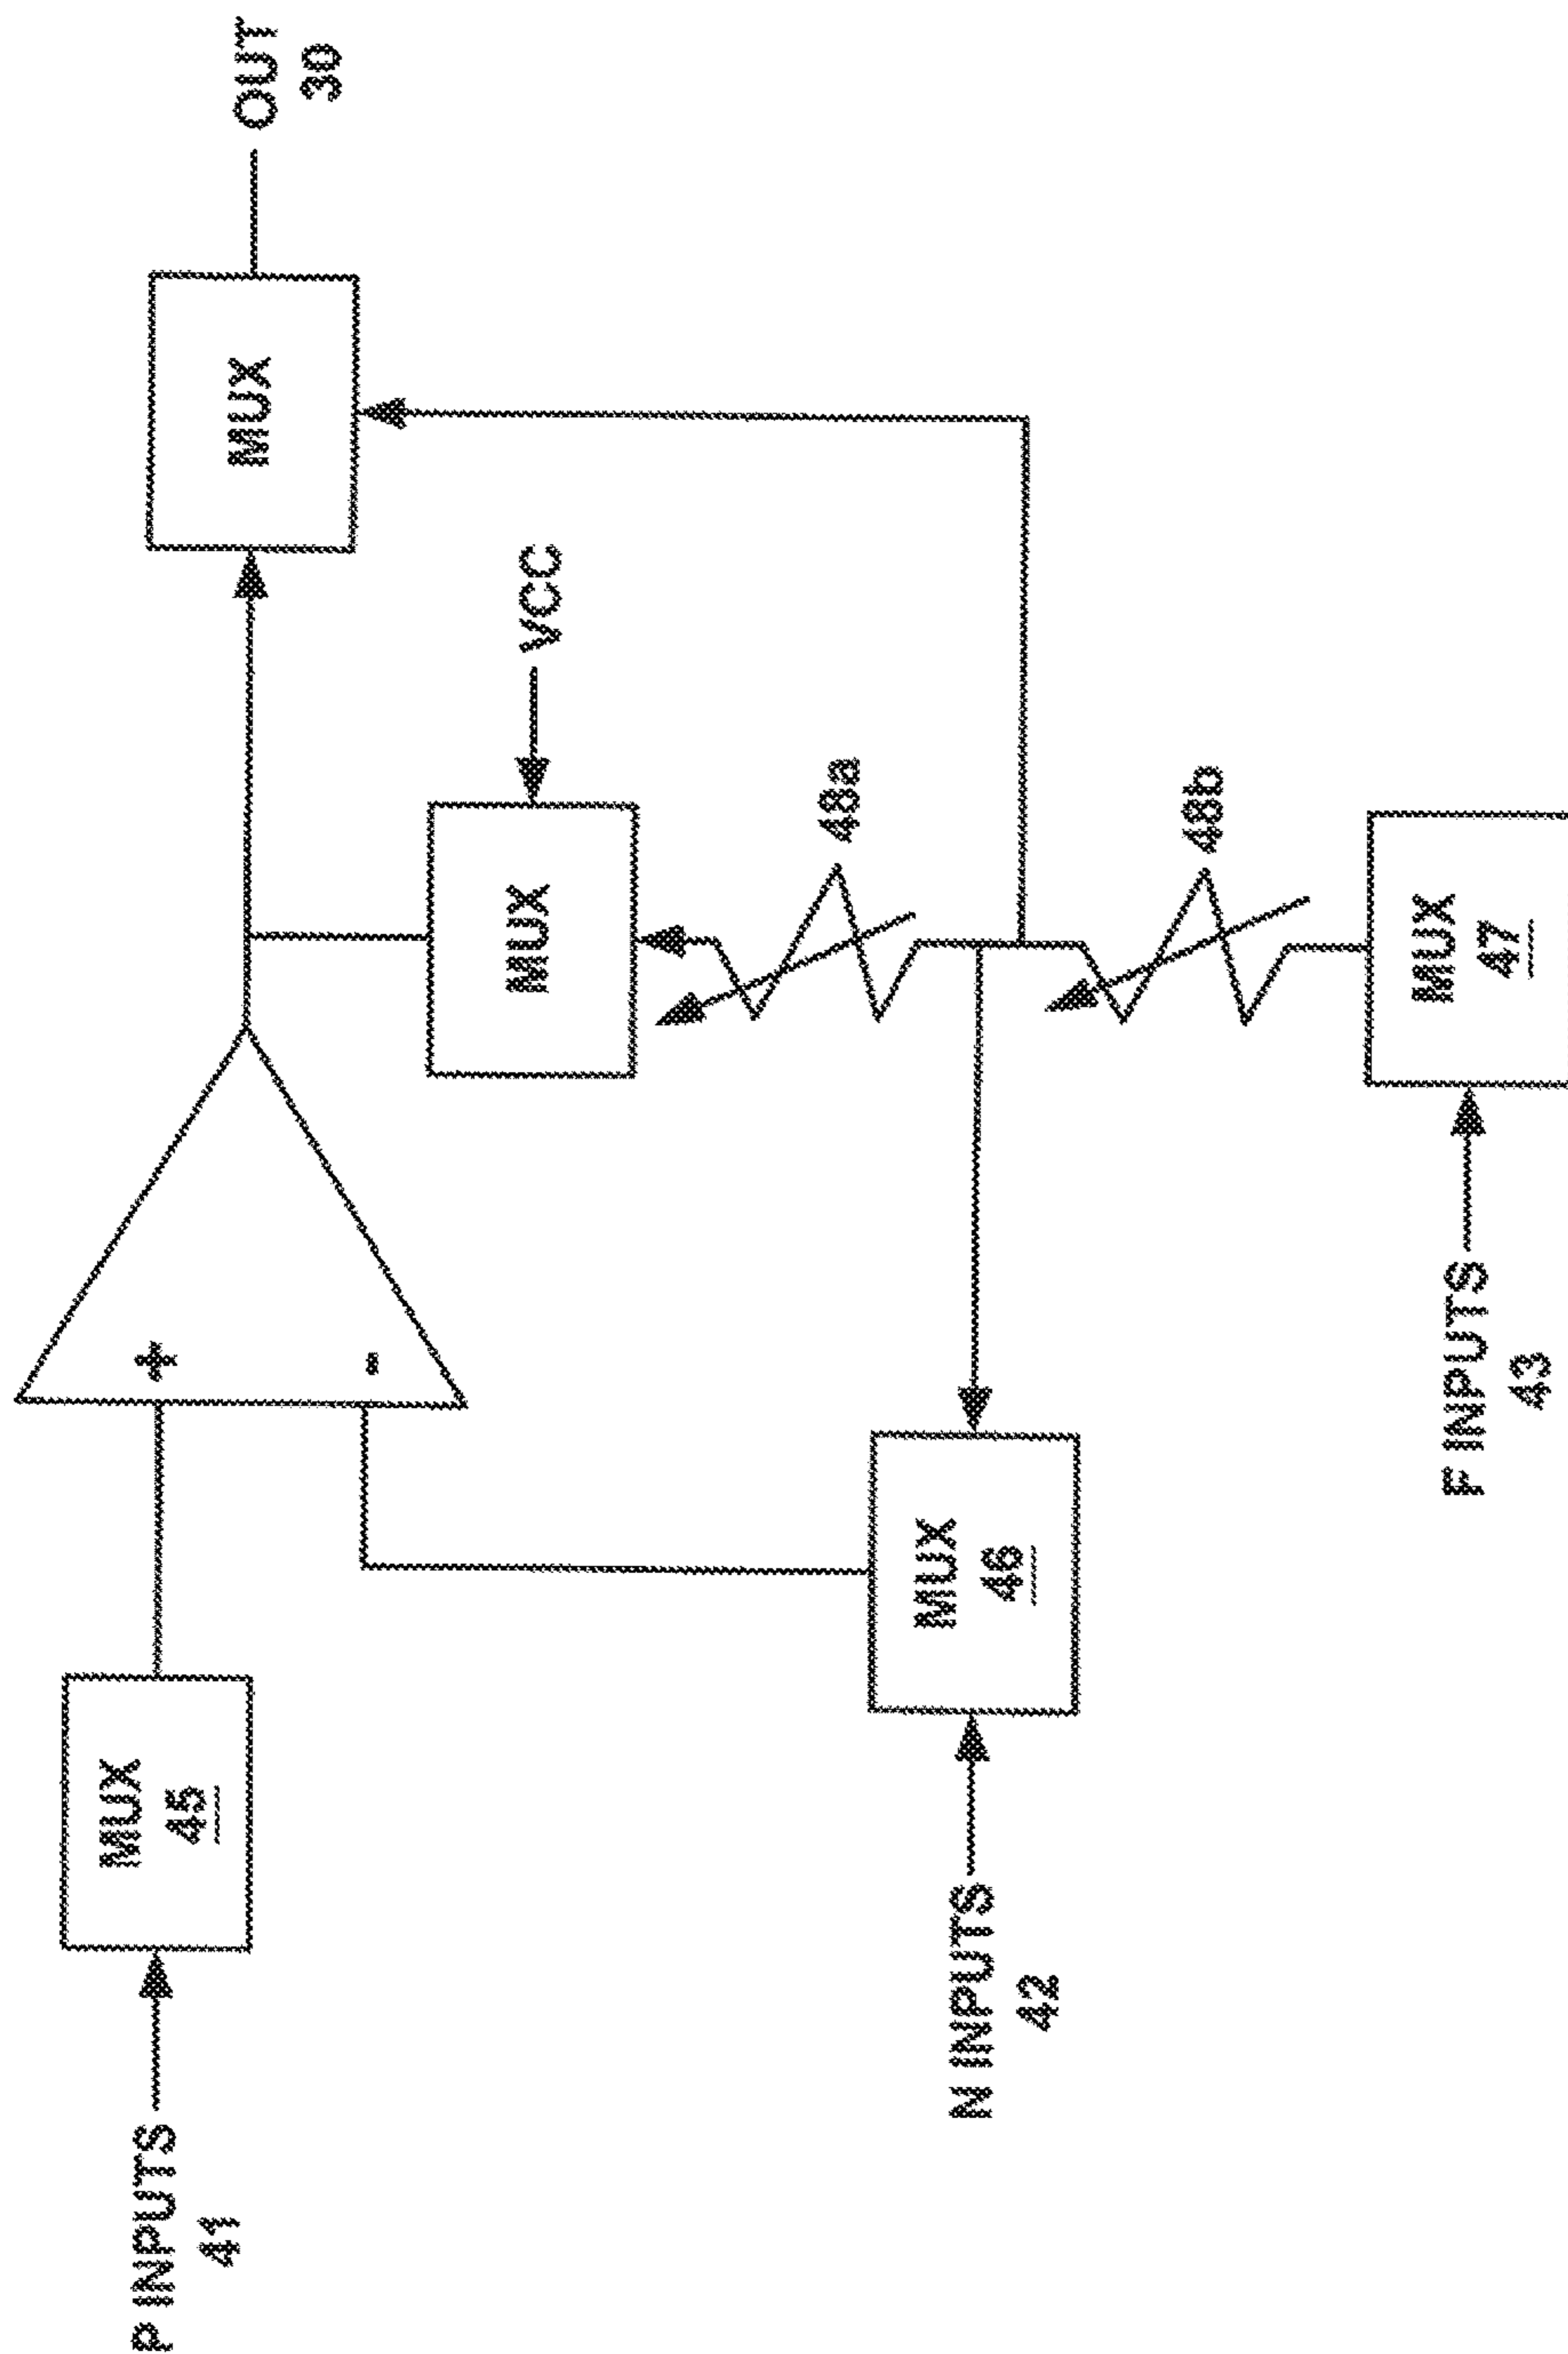 P INPUTS
41
MUX
45
+
-
MUX
OUT
30
MUX
VCC
48a
N INPUTS
42
MUX
46
48b
F INPUTS
43
MUX
47